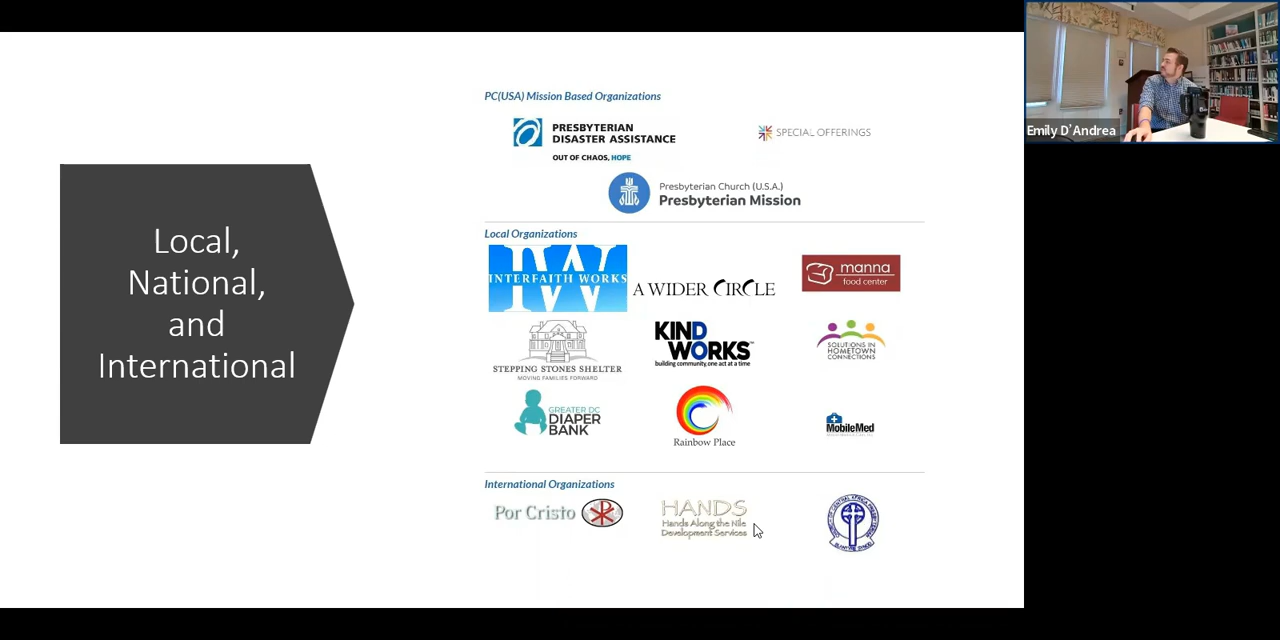 Local,
National,
and
International
PC(USA) Mission Based Organizations
PRESBYTERIAN
DISASTER ASSISTANCE
OUT OF CHAOS, HOPE
SPECIAL OFFERINGS
Presbyterian Church (U.S.A.)
Presbyterian Mission
Local Organizations
IW
INTERFAITH WORKS
A WIDER CIRCLE
manna
food center
STEPPING STONES SHELTER
MOVING FAMILIES FORWARD
KIND
WORKS™
building community, one act at a time
SOLUTIONS IN
HOMETOWN
CONNECTIONS
GREATER DC
DIAPER
BANK
Rainbow Place
MobileMed
International Organizations
Por Cristo
HANDS
Hands Along the Nile
Development Services
Emily D'Andrea